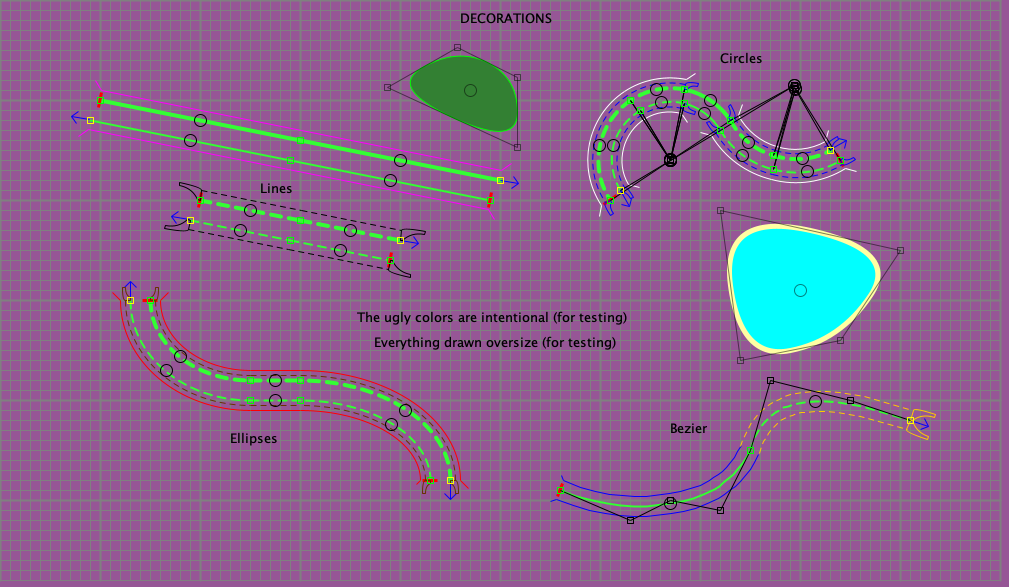 DECORATIONS
Circles
Lines
The ugly colors are intentional (for testing)
Everything drawn oversize (for testing)
Ellipses
Bezier